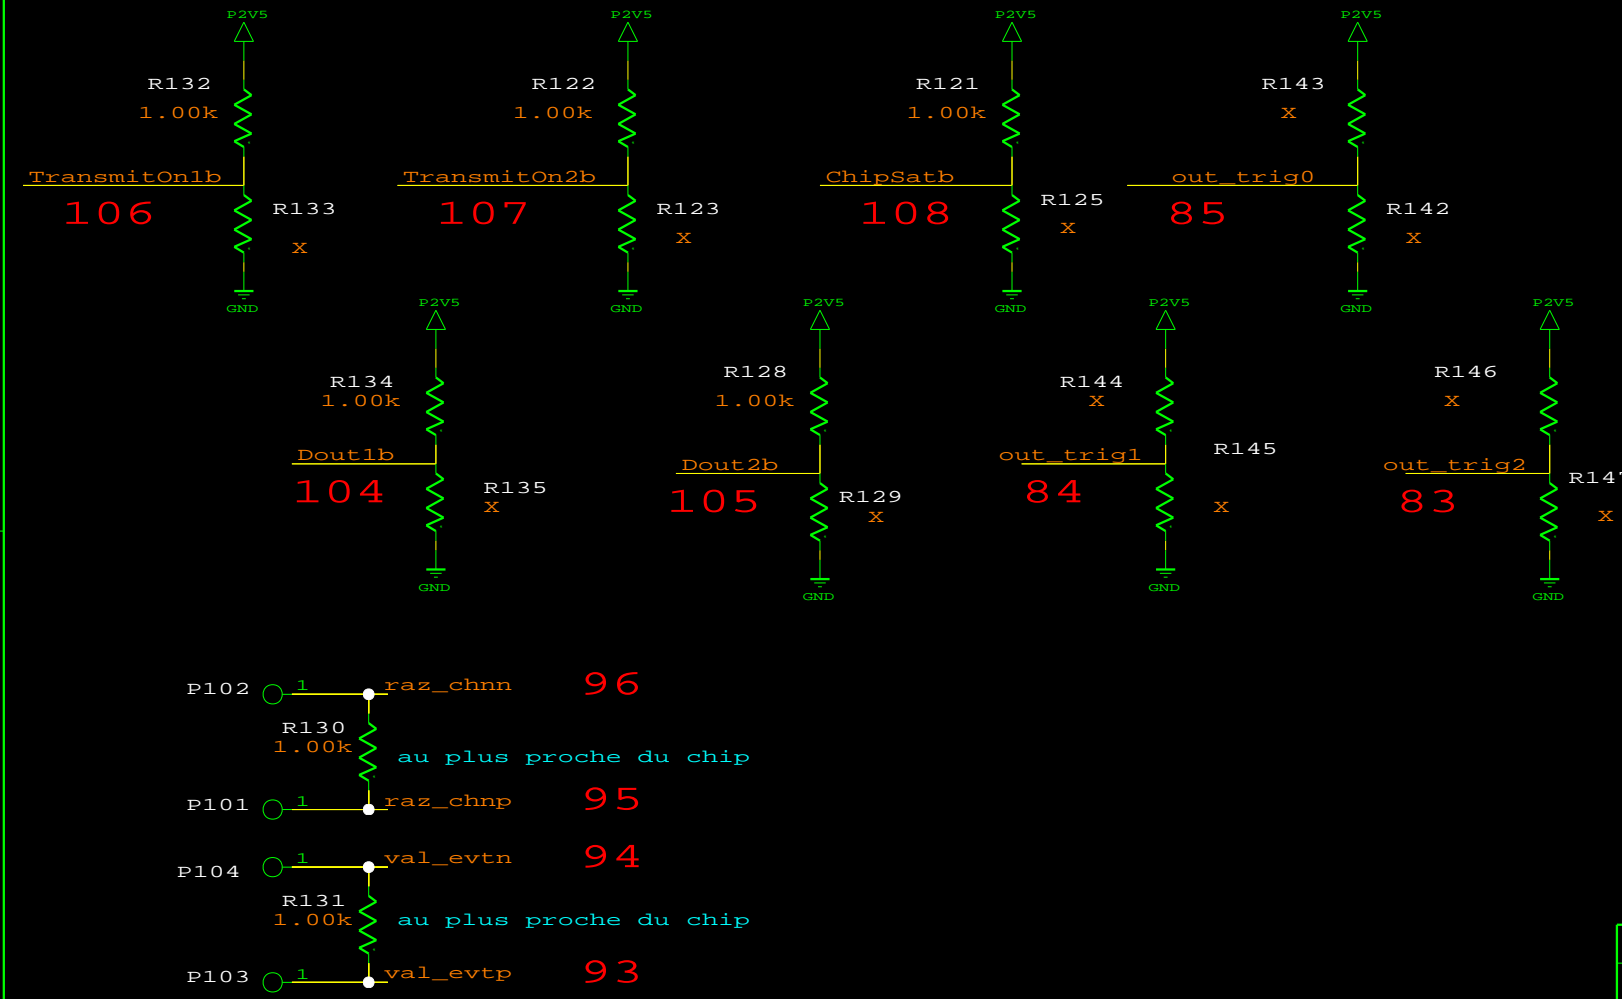 P2V5 P2V5 P2V5 P2V5
R132 R122 R121 R143
1.00k 1.00k 1.00k X
TransmitOn1b TransmitOn2b ChipSatb out_trig0
106 R133 107 R123 108 R125 85 R142
X X X X
GND GND GND GND
P2V5 P2V5 P2V5 P2V5
R134 R128 R144 R146
1.00k 1.00k X X
Dout1b Dout2b out_trig1 R145 out_trig2
104 R135 105 R129 84 83
X X X X
GND GND GND GND
P102 1 raz_chnn 96
R130
1.00k au plus proche du chip
P101 1 raz_chnp 95
P104 1 val_evtn 94
R131
1.00k au plus proche du chip
P103 1 val_evtp 93